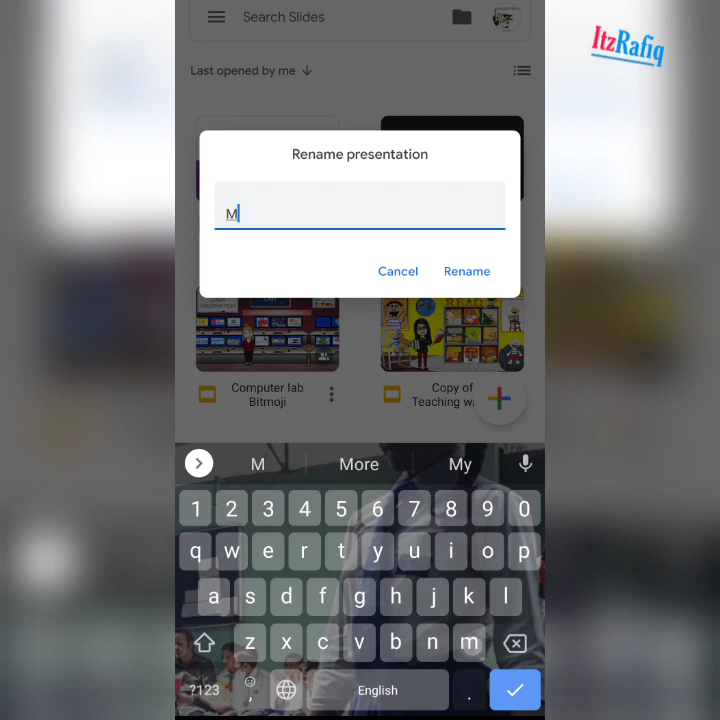 Search Slides
ItzRafiq
Last opened by me
Rename presentation
M
Cancel
Rename
Computer lab
Bitmoji
Copy of
Teaching w
M
More
My
1 2 3 4 5 6 7 8 9 0
q w e r t y u i o p
a s d f g h j k l
z x c v b n m
?123
,
English
.